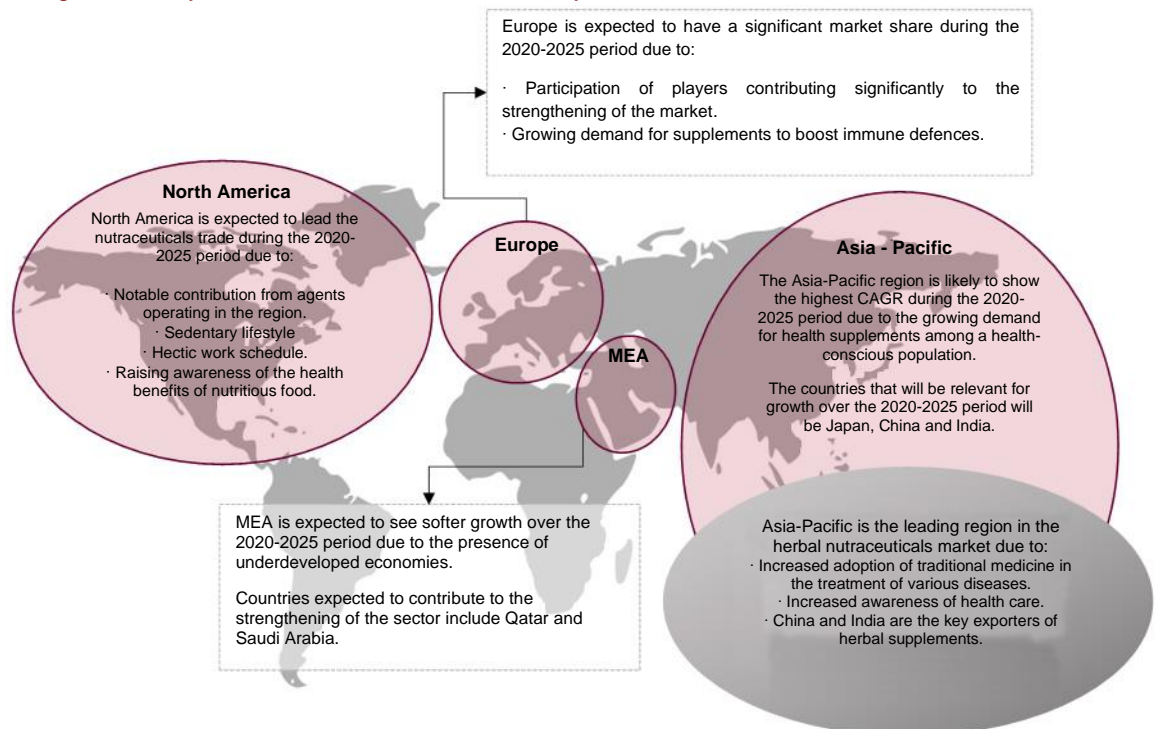 Europe is expected to have a significant market share during the
2020-2025 period due to:
· Participation of players contributing significantly to the
strengthening of the market.
· Growing demand for supplements to boost immune defences.
North America
North America is expected to lead the
nutraceuticals trade during the 2020-
2025 period due to:
· Notable contribution from agents
operating in the region.
· Sedentary lifestyle
· Hectic work schedule.
· Raising awareness of the health
benefits of nutritious food.
Europe
MEA
Asia - Pacific
The Asia-Pacific region is likely to show
the highest CAGR during the 2020-
2025 period due to the growing demand
for health supplements among a health-
conscious population.
The countries that will be relevant for
growth over the 2020-2025 period will
be Japan, China and India.
MEA is expected to see softer growth over the
2020-2025 period due to the presence of
underdeveloped economies.
Countries expected to contribute to the
strengthening of the sector include Qatar and
Saudi Arabia.
Asia-Pacific is the leading region in the
herbal nutraceuticals market due to:
· Increased adoption of traditional medicine in
the treatment of various diseases.
· Increased awareness of health care.
· China and India are the key exporters of
herbal supplements.